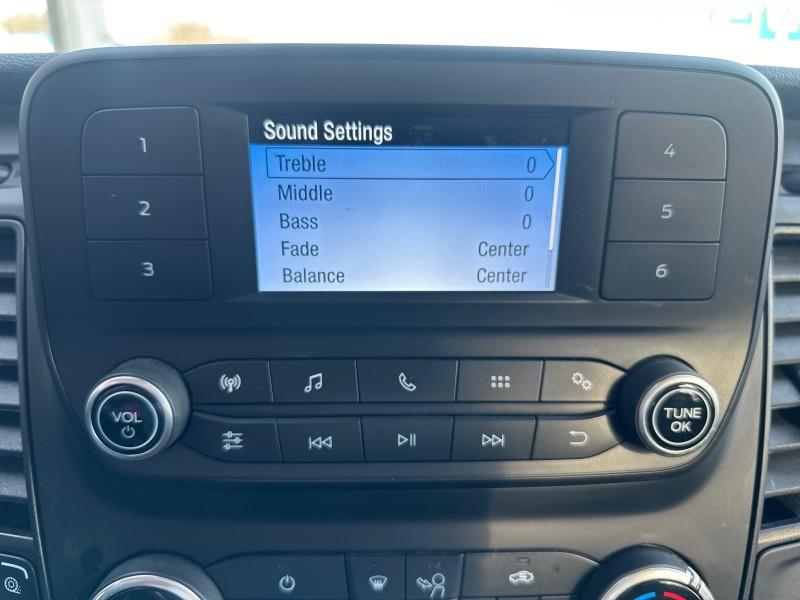 Sound Settings
Treble 0
Middle 0
Bass 0
Fade Center
Balance Center
1
2
3
4
5
6
VOL
TUNE
OK